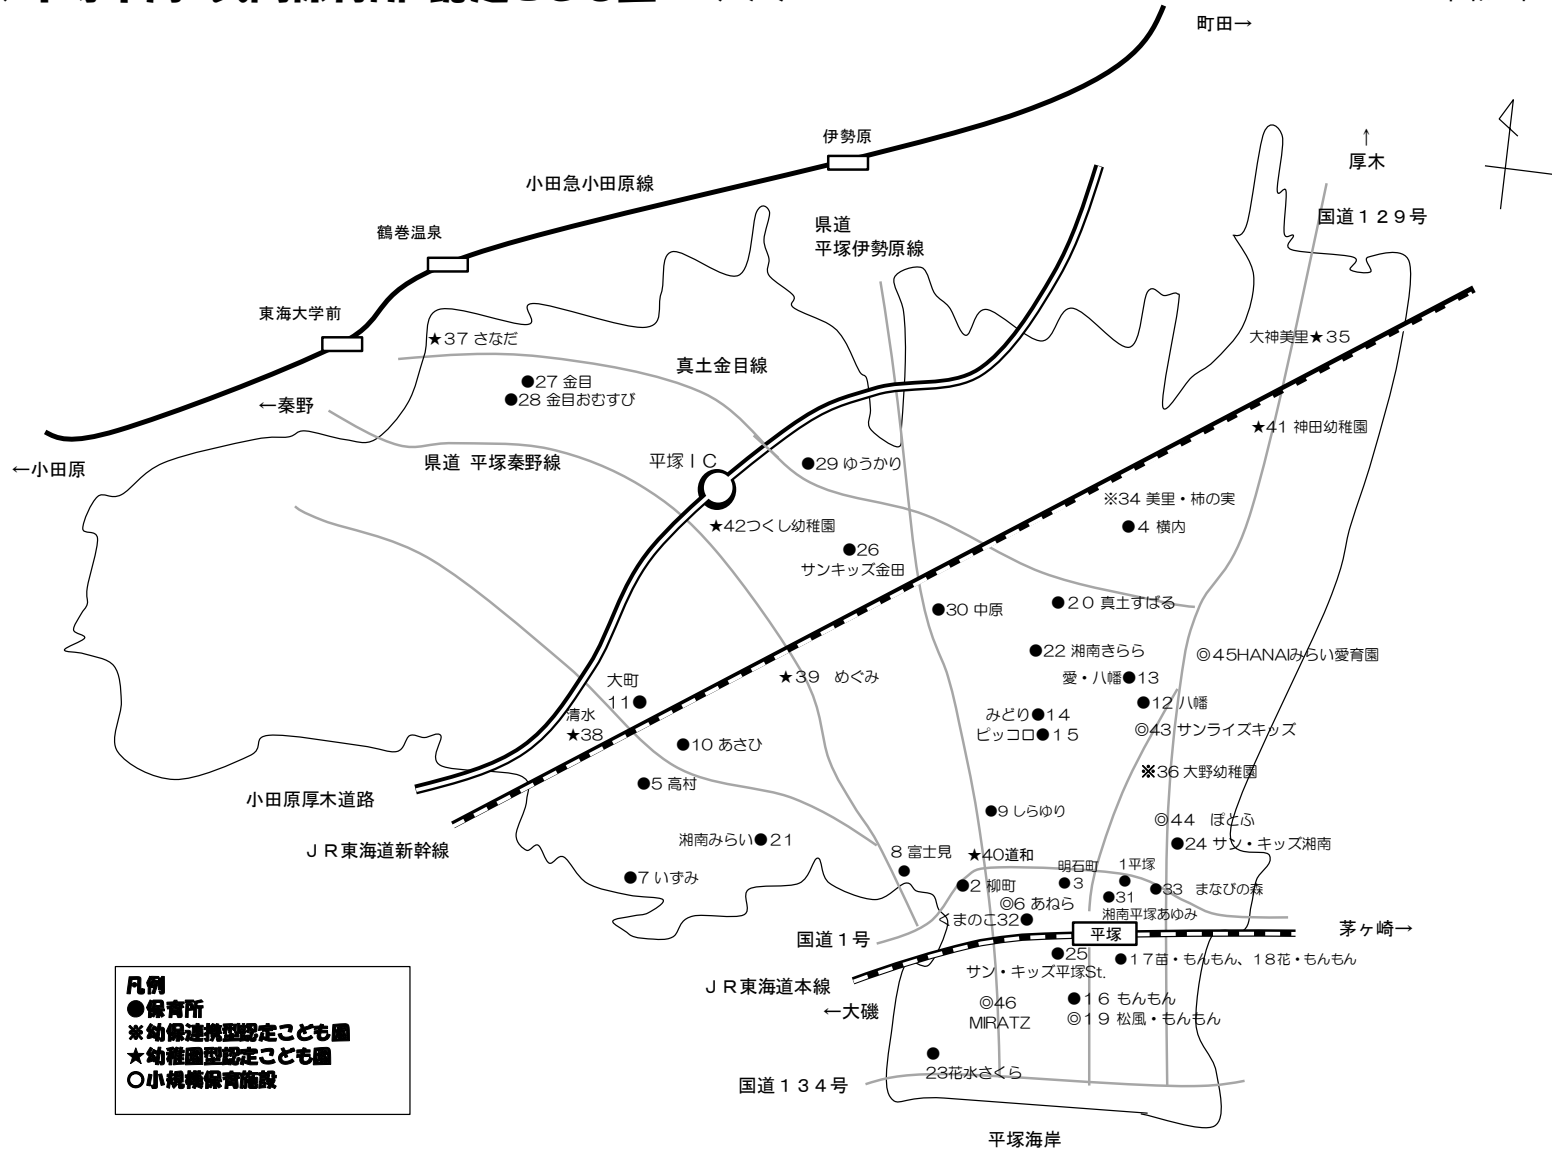 町田→
伊勢原
↑
厚木
小田急小田原線
国道１２９号
県道
平塚伊勢原線
鶴巻温泉
東海大学前
★37 さなだ
大神美里★35
真土金目線
●27 金目
●28 金目おむすび
←秦野
★41 神田幼稚園
←小田原
県道 平塚秦野線
平塚ＩＣ
●29 ゆうかり
※34 美里・柿の実
★42つくし幼稚園
●4 横内
●26
サンキッズ金田
●30 中原
●20 真土すばる
●22 湘南きらら
◎45HANAIみらい愛育園
大町
11●
★39　めぐみ
愛・八幡●13
●12 八幡
清水
★38
みどり●14
ピッコロ●15
◎43 サンライズキッズ
●10 あさひ
※36 大野幼稚園
●5 高村
小田原厚木道路
●9 しらゆり
◎44　ぽとふ
ＪＲ東海道新幹線
湘南みらい●21
●24 サン・キッズ湘南
8 富士見
●
★40道和
明石町
●3
1平塚
●
●7 いずみ
●2 柳町
●33　まなびの森
●31
湘南平塚あゆみ
◎6 あねら
くまのこ32●
国道１号
平塚
茅ヶ崎→
●25
サン・キッズ平塚St.
●17苗・もんもん、18花・もんもん
ＪＲ東海道本線
←大磯
◎46
MIRATZ
●16 もんもん
◎19 松風・もんもん
●
23花水さくら
国道１３４号
平塚海岸
凡例
●保育所
※幼保連携型認定こども園
★幼稚園型認定こども園
○小規模保育施設